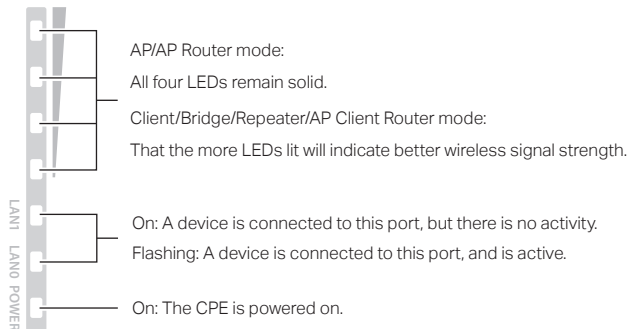 AP/AP Router mode:
All four LEDs remain solid.
Client/Bridge/Repeater/AP Client Router mode:
That the more LEDs lit will indicate better wireless signal strength.
LAN1
On: A device is connected to this port, but there is no activity.
Flashing: A device is connected to this port, and is active.
LAN0
POWER
On: The CPE is powered on.